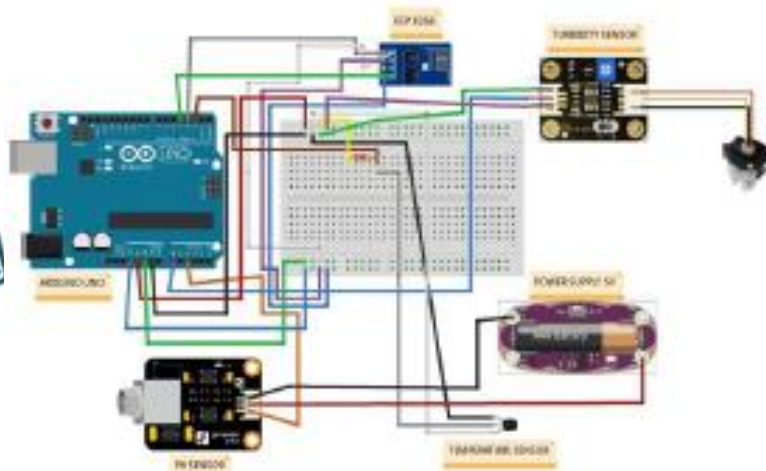 ESP 8266
TURBIDITY SENSOR
UNO
ARDUINO UNO
POWER SUPPLY 5V
PH SENSOR
TEMPERATURE SENSOR